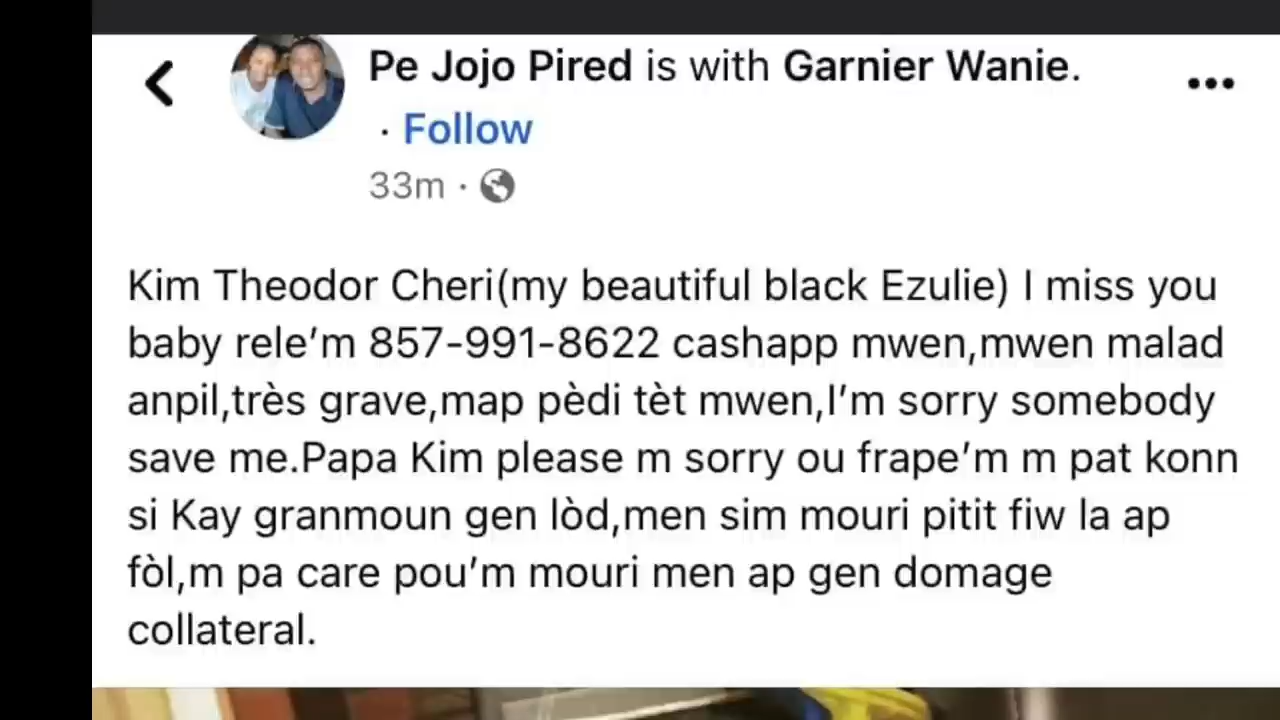 Pe Jojo Pired is with Garnier Wanie.
· Follow
33m ·
Kim Theodor Cheri(my beautiful black Ezulie) I miss you
baby rele’m 857-991-8622 cashapp mwen,mwen malad
anpil,très grave,map pèdi tèt mwen,I’m sorry somebody
save me.Papa Kim please m sorry ou frape’m m pat konn
si Kay granmoun gen lòd,men sim mouri pitit fiw la ap
fòl,m pa care pou’m mouri men ap gen domage
collateral.